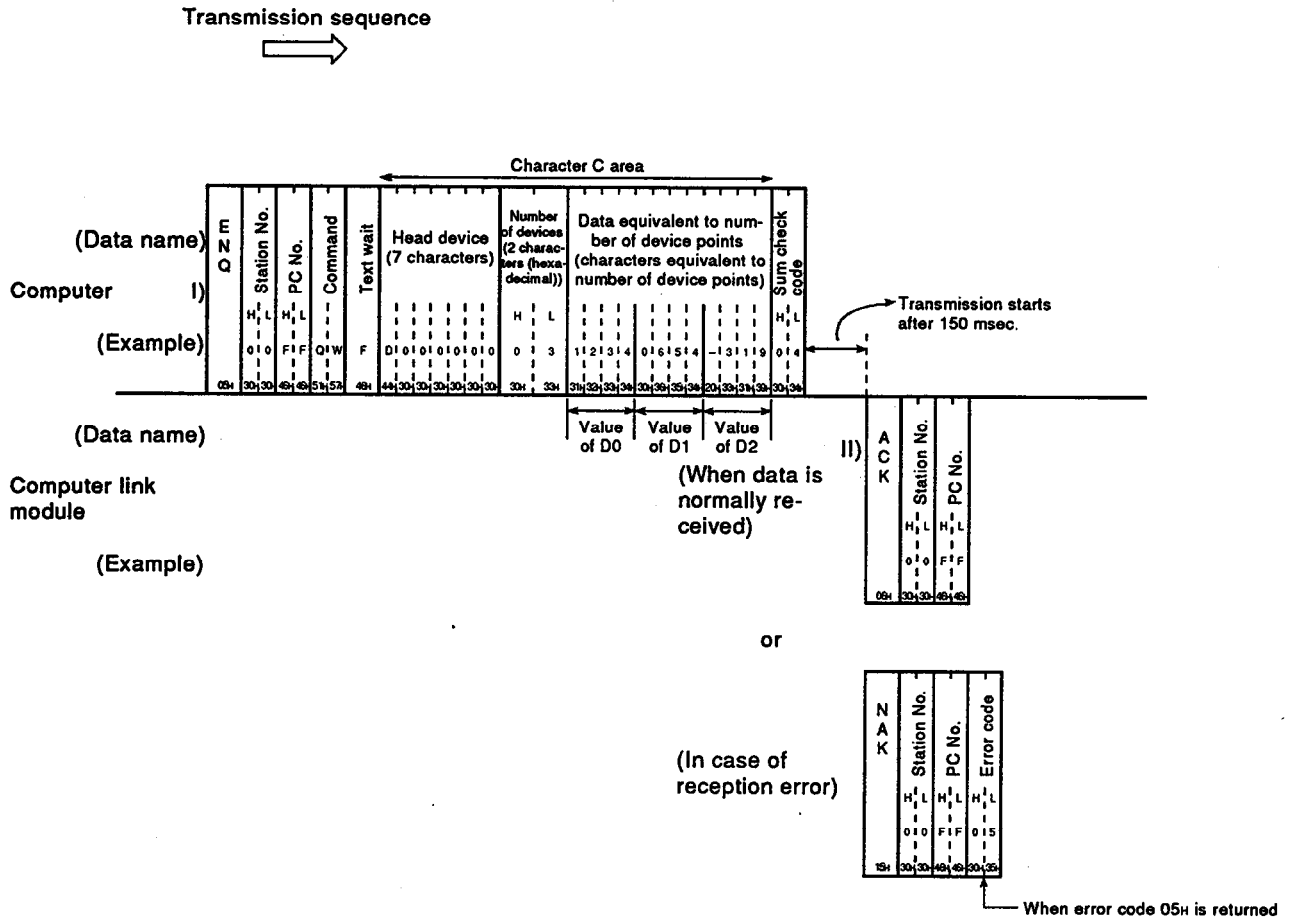 Transmission sequence
Character C area
(Data name)
ENQ
Station No.
PC No.
Command
Text wait
Head device
(7 characters)
Number
of devices
(2 charac-
ters (hexa-
decimal))
Data equivalent to num-
ber of device points
(characters equivalent to
number of device points)
Sum check
code
Computer I)
H L H L H L H L
(Example)
0 0 F F Q W F D 0 0 0 0 0 0 0 3 1 2 3 4 0 6 5 4 – 3 1 9 0 4
05H 30H 30H 46H 46H 51H 57H 46H 44H 30H 30H 30H 30H 30H 30H 30H 33H 31H 32H 33H 34H 30H 36H 35H 34H 20H 33H 31H 39H 30H 34H
Transmission starts
after 150 msec.
(Data name)
Value
of D0
Value
of D1
Value
of D2
Computer link
module
(When data is
normally re-
ceived)
II)
ACK
Station No.
PC No.
H L H L
(Example)
0 0 F F
06H 30H 30H 46H 46H
or
(In case of
reception error)
NAK
Station No.
PC No.
Error code
H L H L H L
0 0 F F 0 5
15H 30H 30H 46H 46H 30H 35H
When error code 05H is returned